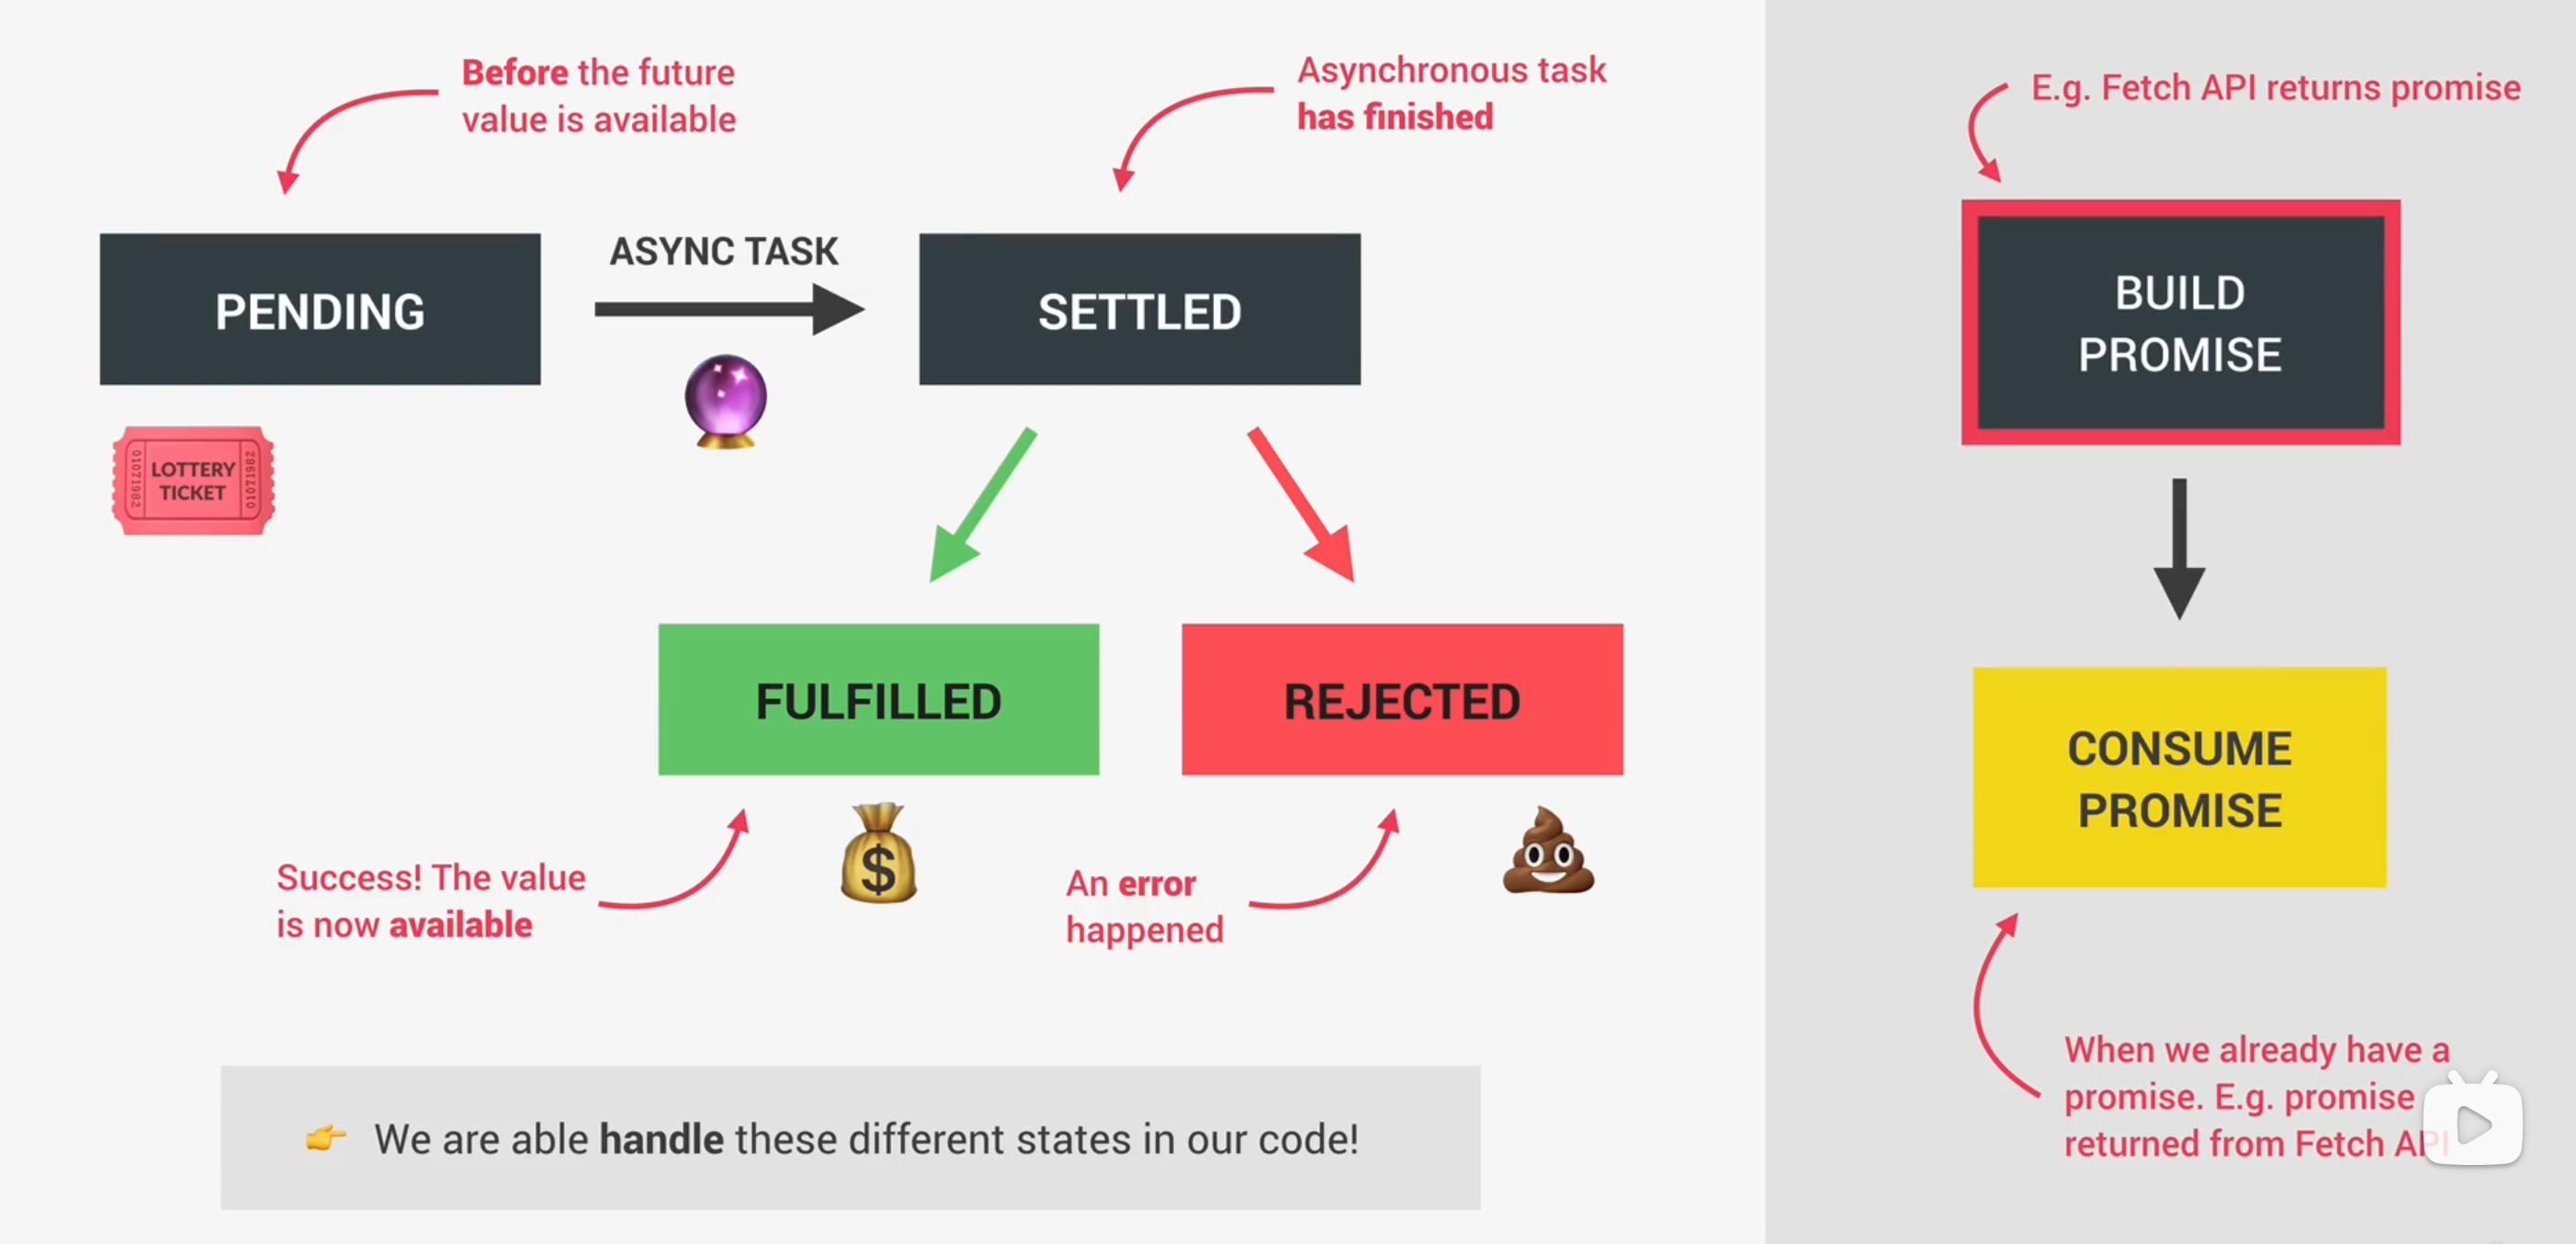 Before the future
value is available
Asynchronous task
has finished
PENDING
ASYNC TASK
SETTLED
01071982
LOTTERY
TICKET
01071982
FULFILLED
REJECTED
$
Success! The value
is now available
An error
happened
We are able handle these different states in our code!
E.g. Fetch API returns promise
BUILD
PROMISE
CONSUME
PROMISE
When we already have a
promise. E.g. promise
returned from Fetch API